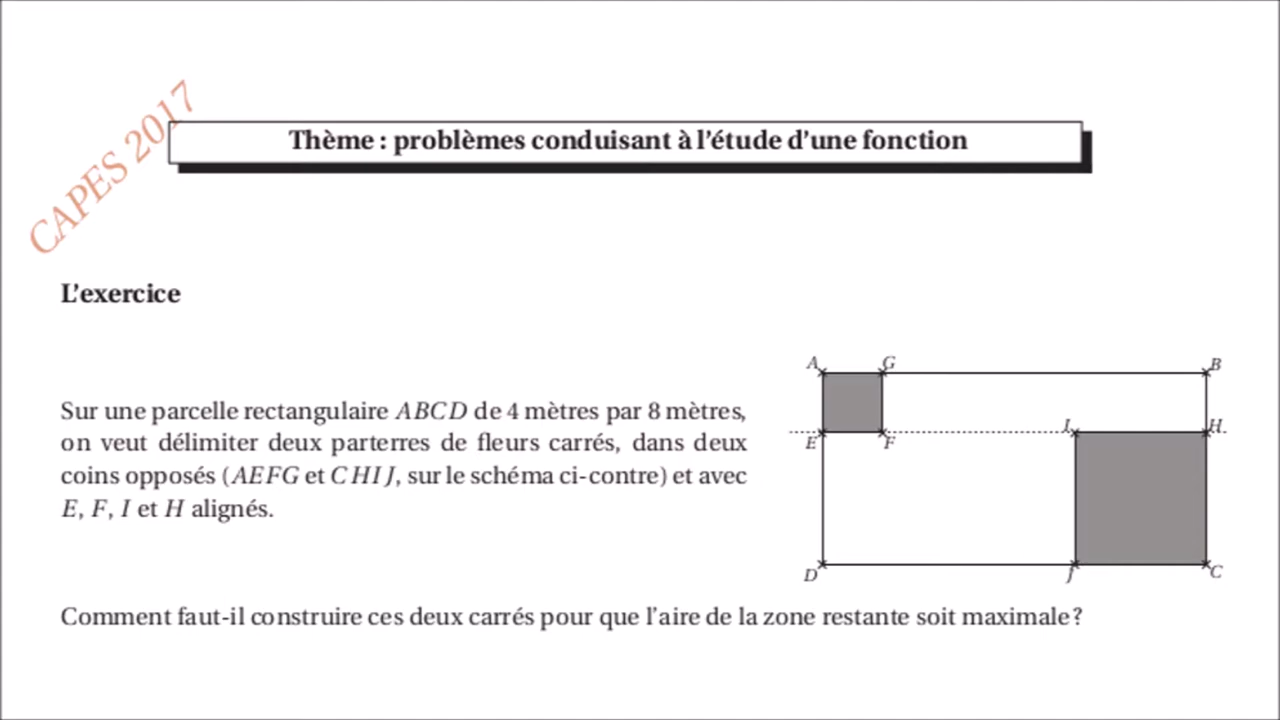 CAPES 2017
Thème : problèmes conduisant à l'étude d'une fonction
L'exercice
Sur une parcelle rectangulaire ABCD de 4 mètres par 8 mètres,
on veut délimiter deux parterres de fleurs carrés, dans deux
coins opposés (AEFG et CHIJ, sur le schéma ci-contre) et avec
E, F, I et H alignés.
A G B
E F I H
D J C
Comment faut-il construire ces deux carrés pour que l'aire de la zone restante soit maximale ?